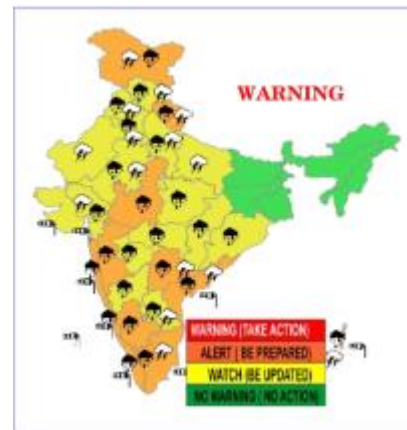 WARNING
WARNING (TAKE ACTION)
ALERT ( BE PREPARED)
WATCH (BE UPDATED)
NO WARNING ( NO ACTION)